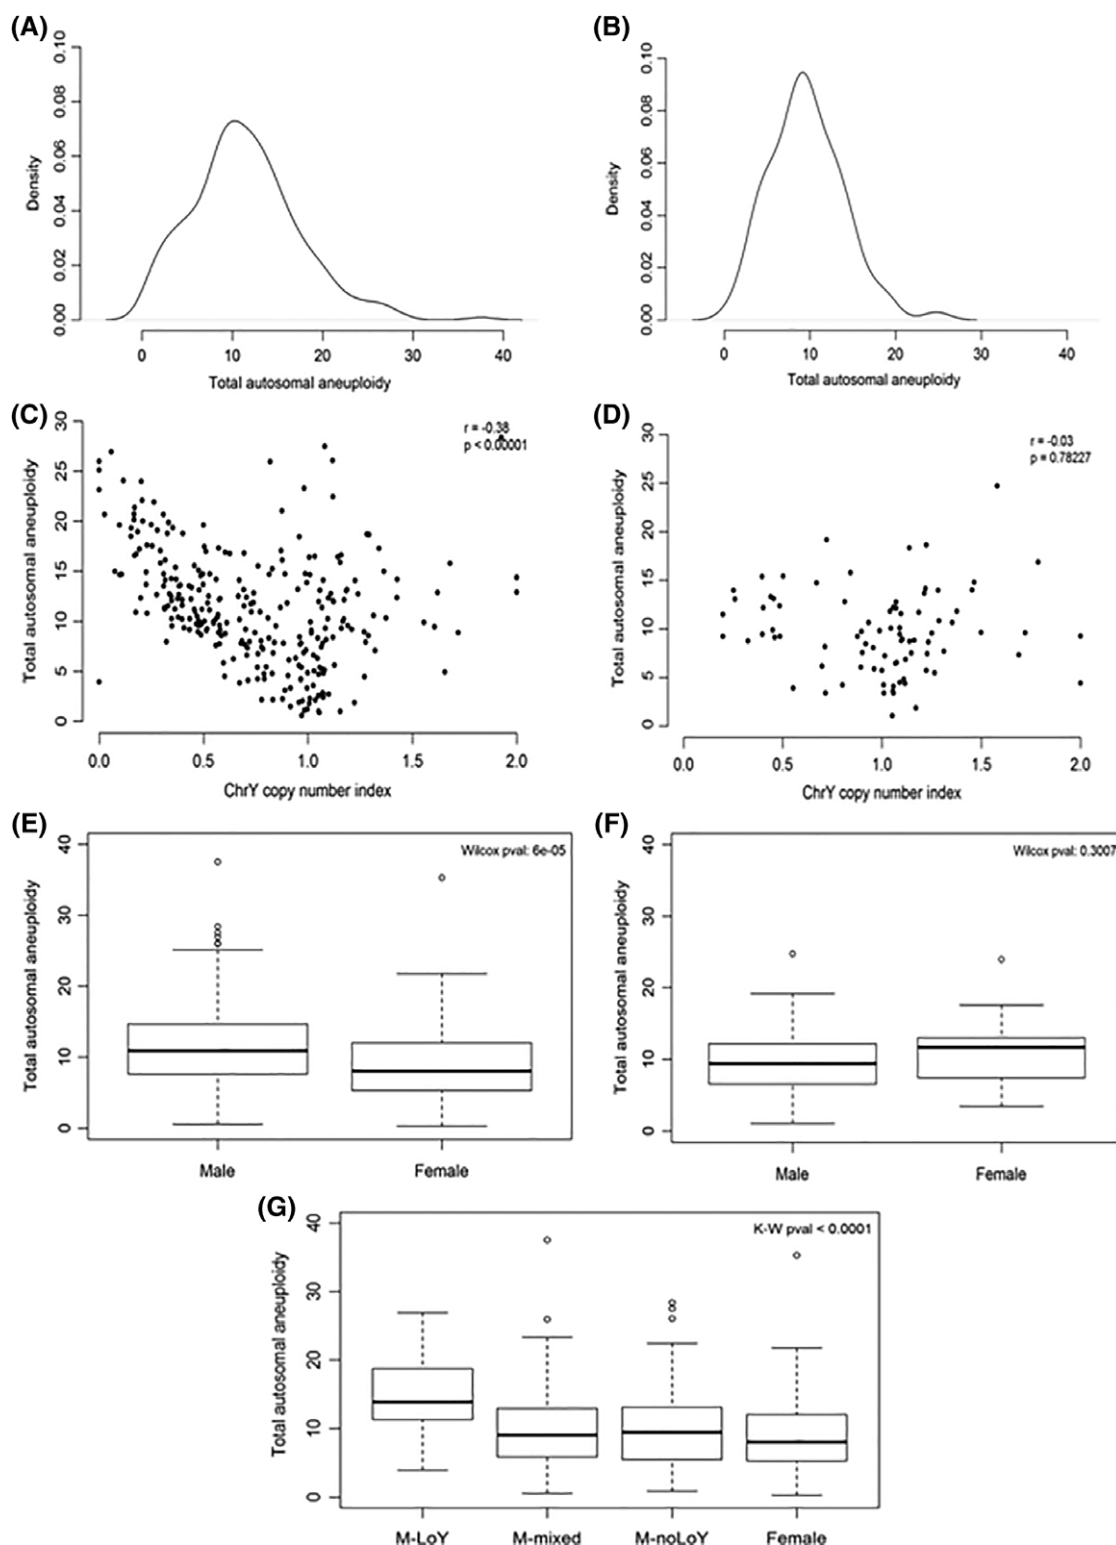 (A)
0.10
0.08
0.06
0.04
0.02
0.00
Density
0 10 20 30 40
Total autosomal aneuploidy
(B)
0.10
0.08
0.06
0.04
0.02
0.00
Density
0 10 20 30 40
Total autosomal aneuploidy
(C)
r = -0.38
p < 0.00001
30
25
20
15
10
5
0
Total autosomal aneuploidy
0.0 0.5 1.0 1.5 2.0
ChrY copy number index
(D)
r = -0.03
p = 0.78227
30
25
20
15
10
5
0
Total autosomal aneuploidy
0.0 0.5 1.0 1.5 2.0
ChrY copy number index
(E)
Wilcox pval: 6e-05
40
30
20
10
0
Total autosomal aneuploidy
Male Female
(F)
Wilcox pval: 0.3007
40
30
20
10
0
Total autosomal aneuploidy
Male Female
(G)
K-W pval < 0.0001
40
30
20
10
0
Total autosomal aneuploidy
M-LoY M-mixed M-noLoY Female